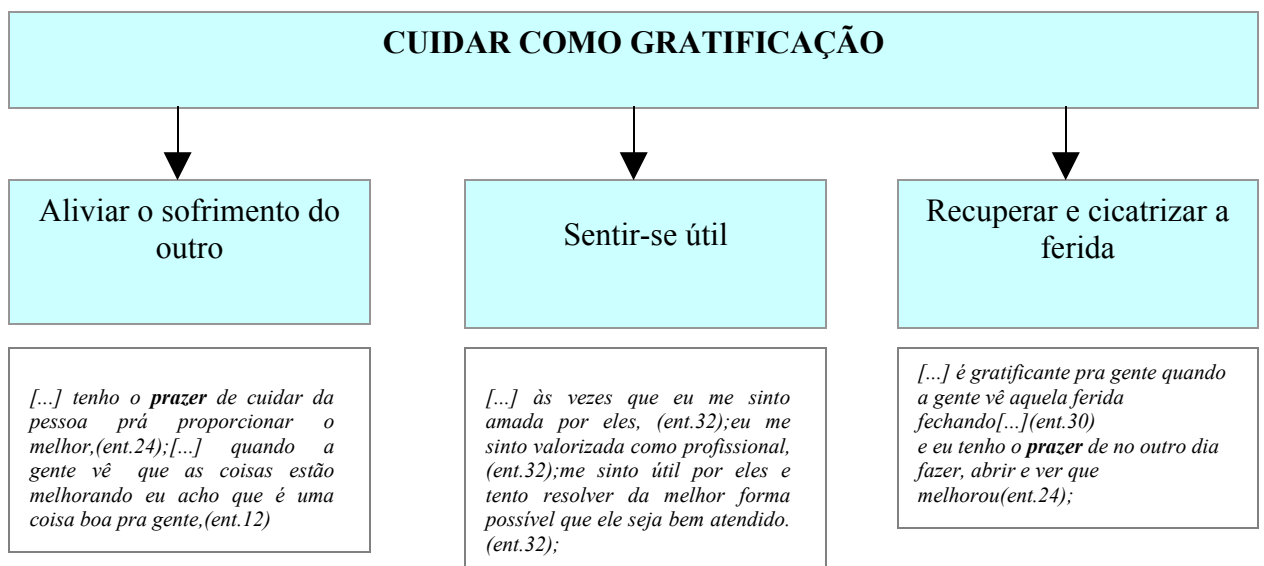 CUIDAR COMO GRATIFICAÇÃO
Aliviar o sofrimento do
outro
Sentir-se útil
Recuperar e cicatrizar a
ferida
[...] tenho o prazer de cuidar da
pessoa prá proporcionar o
melhor,(ent.24);[...] quando a
gente vê que as coisas estão
melhorando eu acho que é uma
coisa boa pra gente,(ent.12)
[...] às vezes que eu me sinto
amada por eles, (ent.32);eu me
sinto valorizada como profissional,
(ent.32);me sinto útil por eles e
tento resolver da melhor forma
possível que ele seja bem atendido.
(ent.32);
[...] é gratificante pra gente quando
a gente vê aquela ferida
fechando[...](ent.30)
e eu tenho o prazer de no outro dia
fazer, abrir e ver que
melhorou(ent.24);